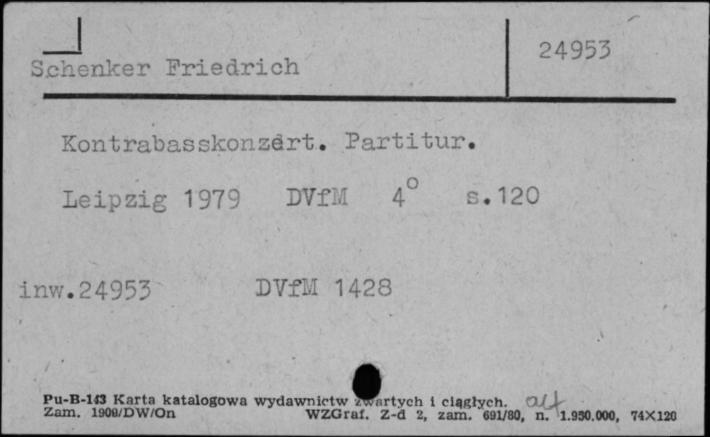 24953
Schenker Friedrich
Kontrabasskonzert. Partitur.
Leipzig 1979 DVfM 4° s.120
inw.24953 DVfM 1428
Pu-B-143 Karta katalogowa wydawnictw zwartych i ciągłych.
Zam. 1909/DW/On WZGraf. Z-d 2, zam. 691/80, n. 1.950.000, 74X120